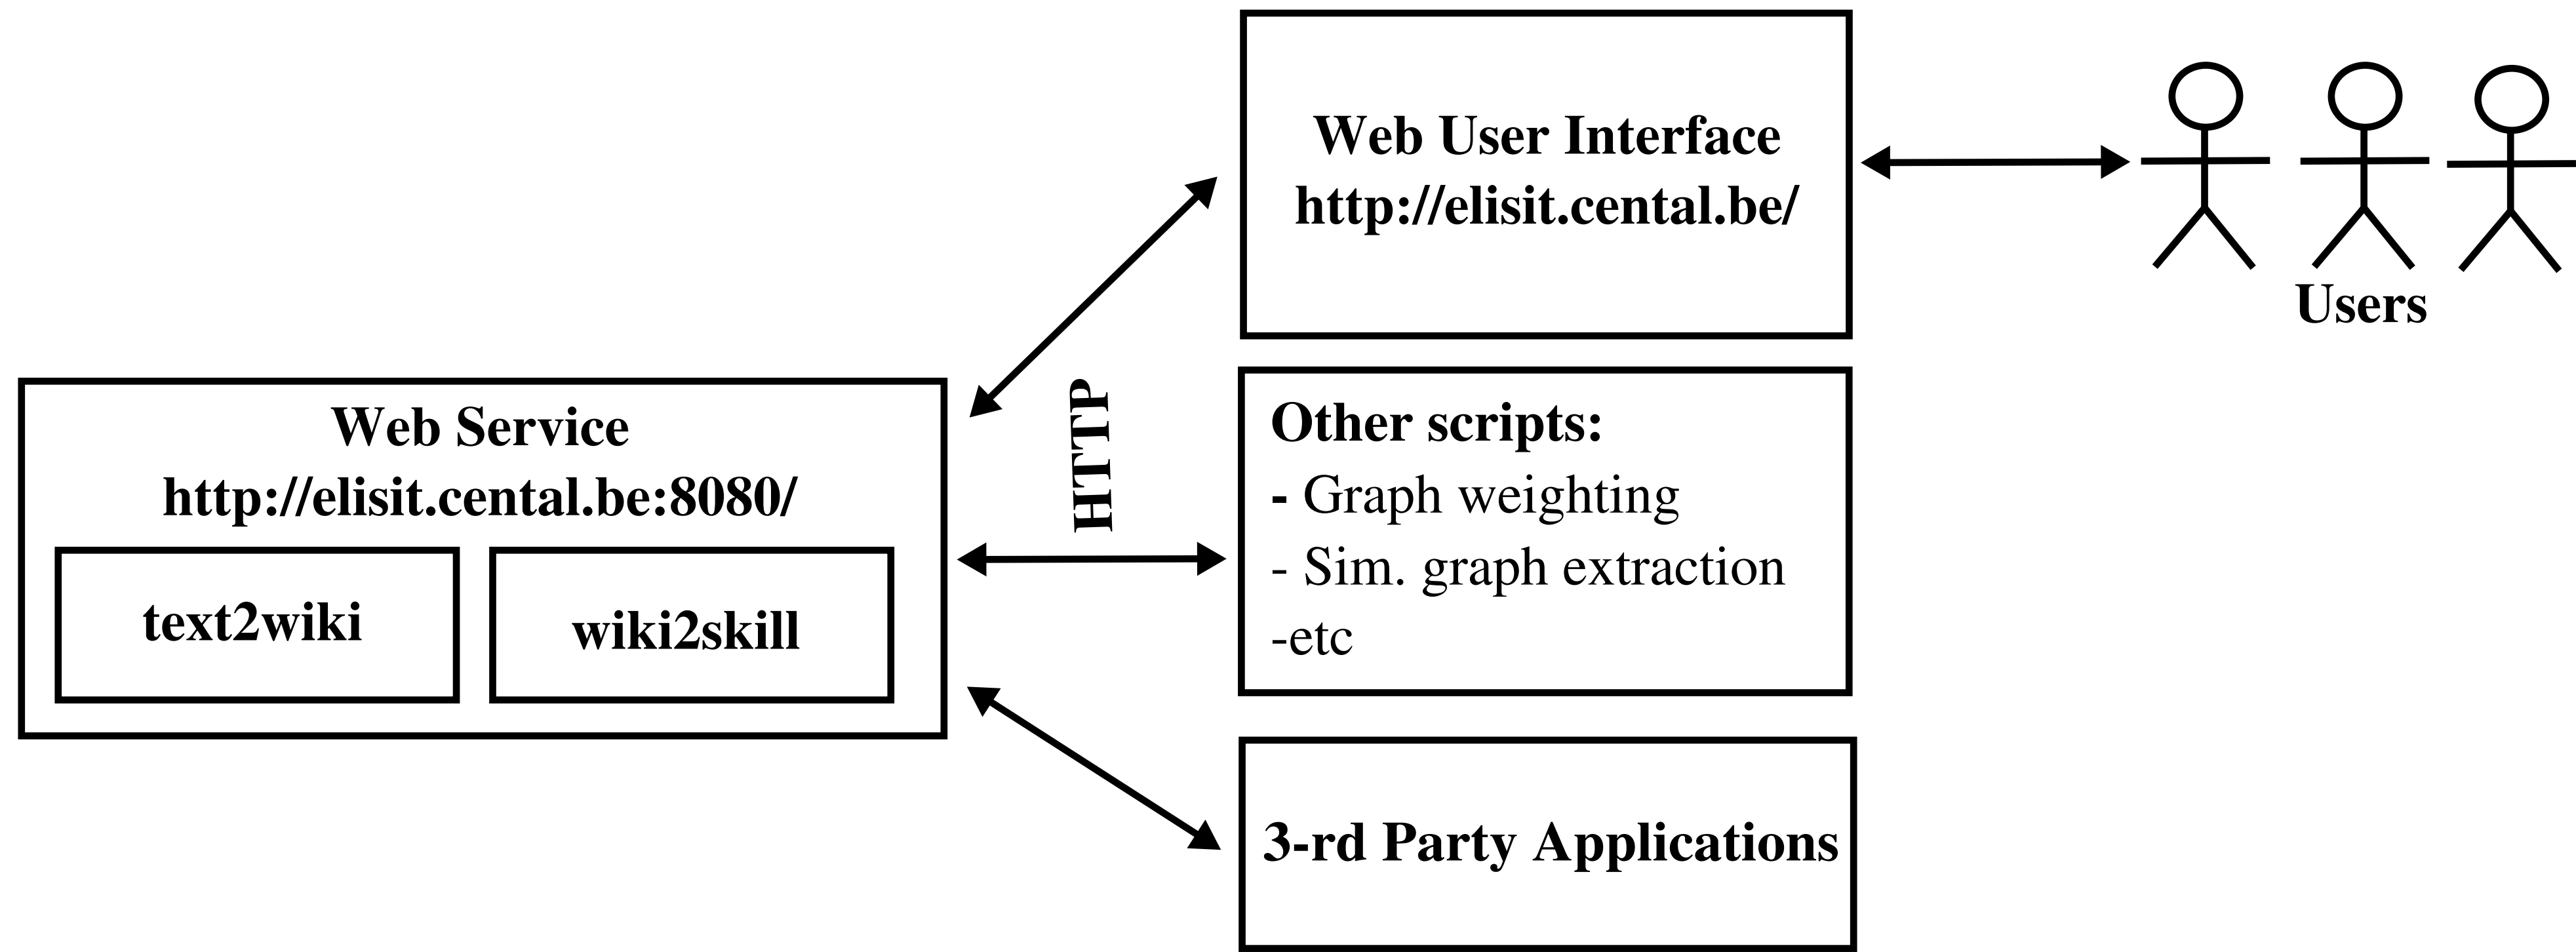 Web User Interface
http://elisit.cental.be/
Users
Web Service
http://elisit.cental.be:8080/
text2wiki
wiki2skill
HTTP
Other scripts:
- Graph weighting
- Sim. graph extraction
-etc
3-rd Party Applications